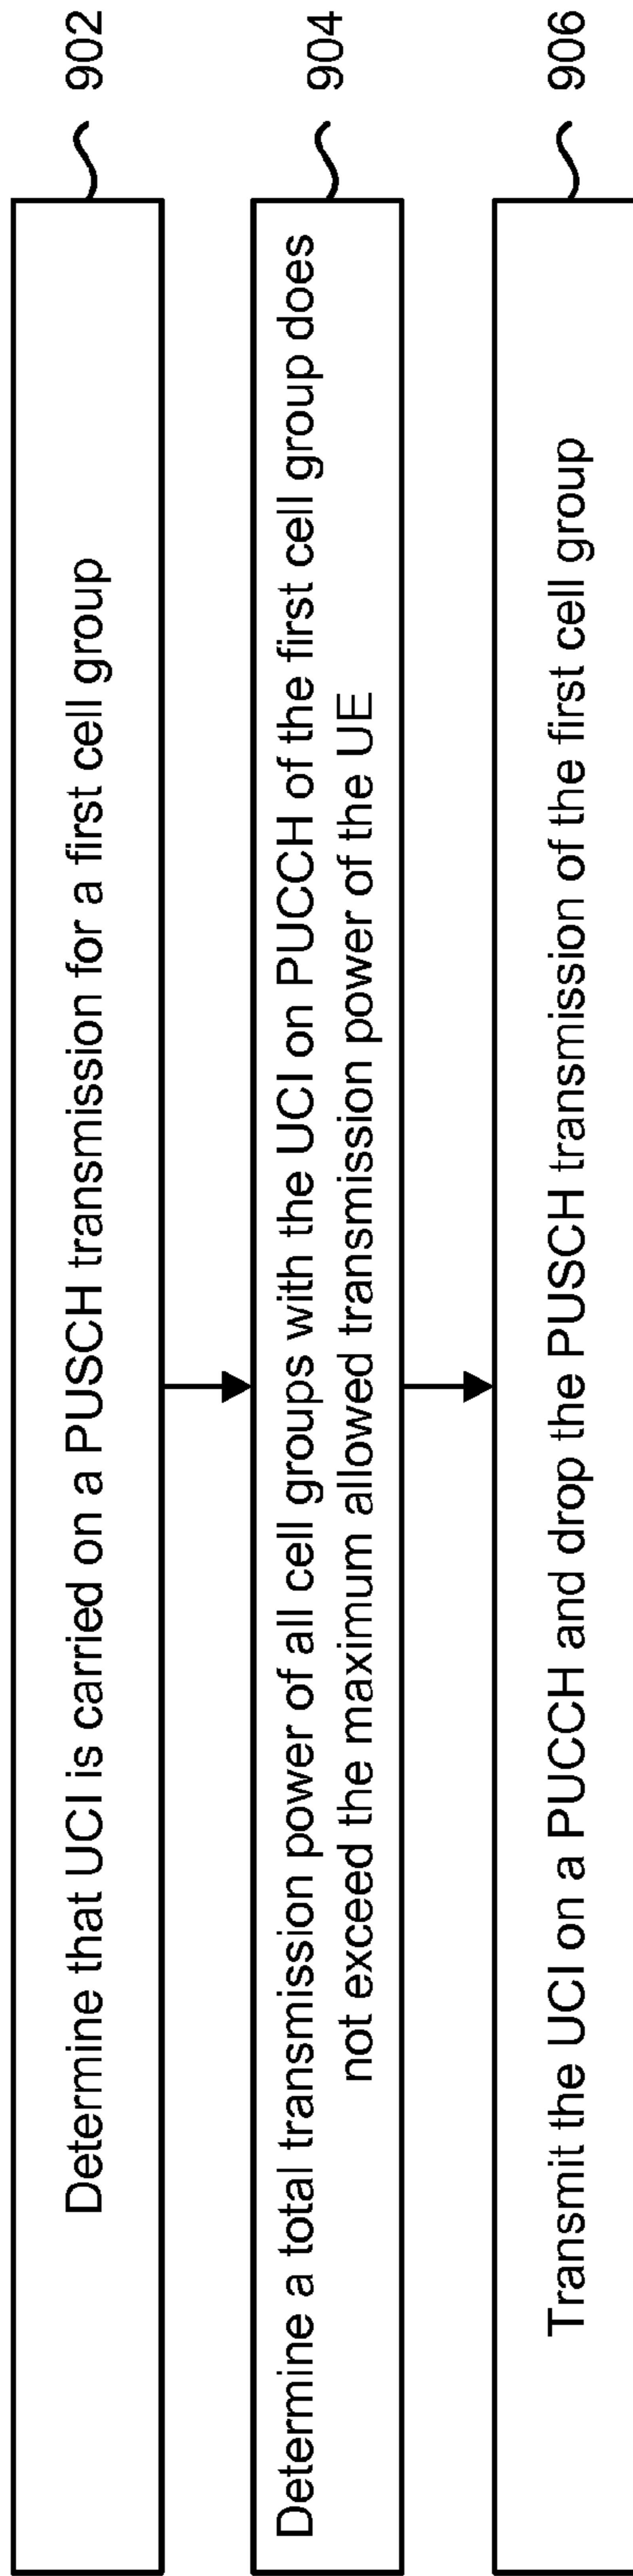 Determine that UCI is carried on a PUSCH transmission for a first cell group
902
Determine a total transmission power of all cell groups with the UCI on PUCCH of the first cell group does
not exceed the maximum allowed transmission power of the UE
904
Transmit the UCI on a PUCCH and drop the PUSCH transmission of the first cell group
906